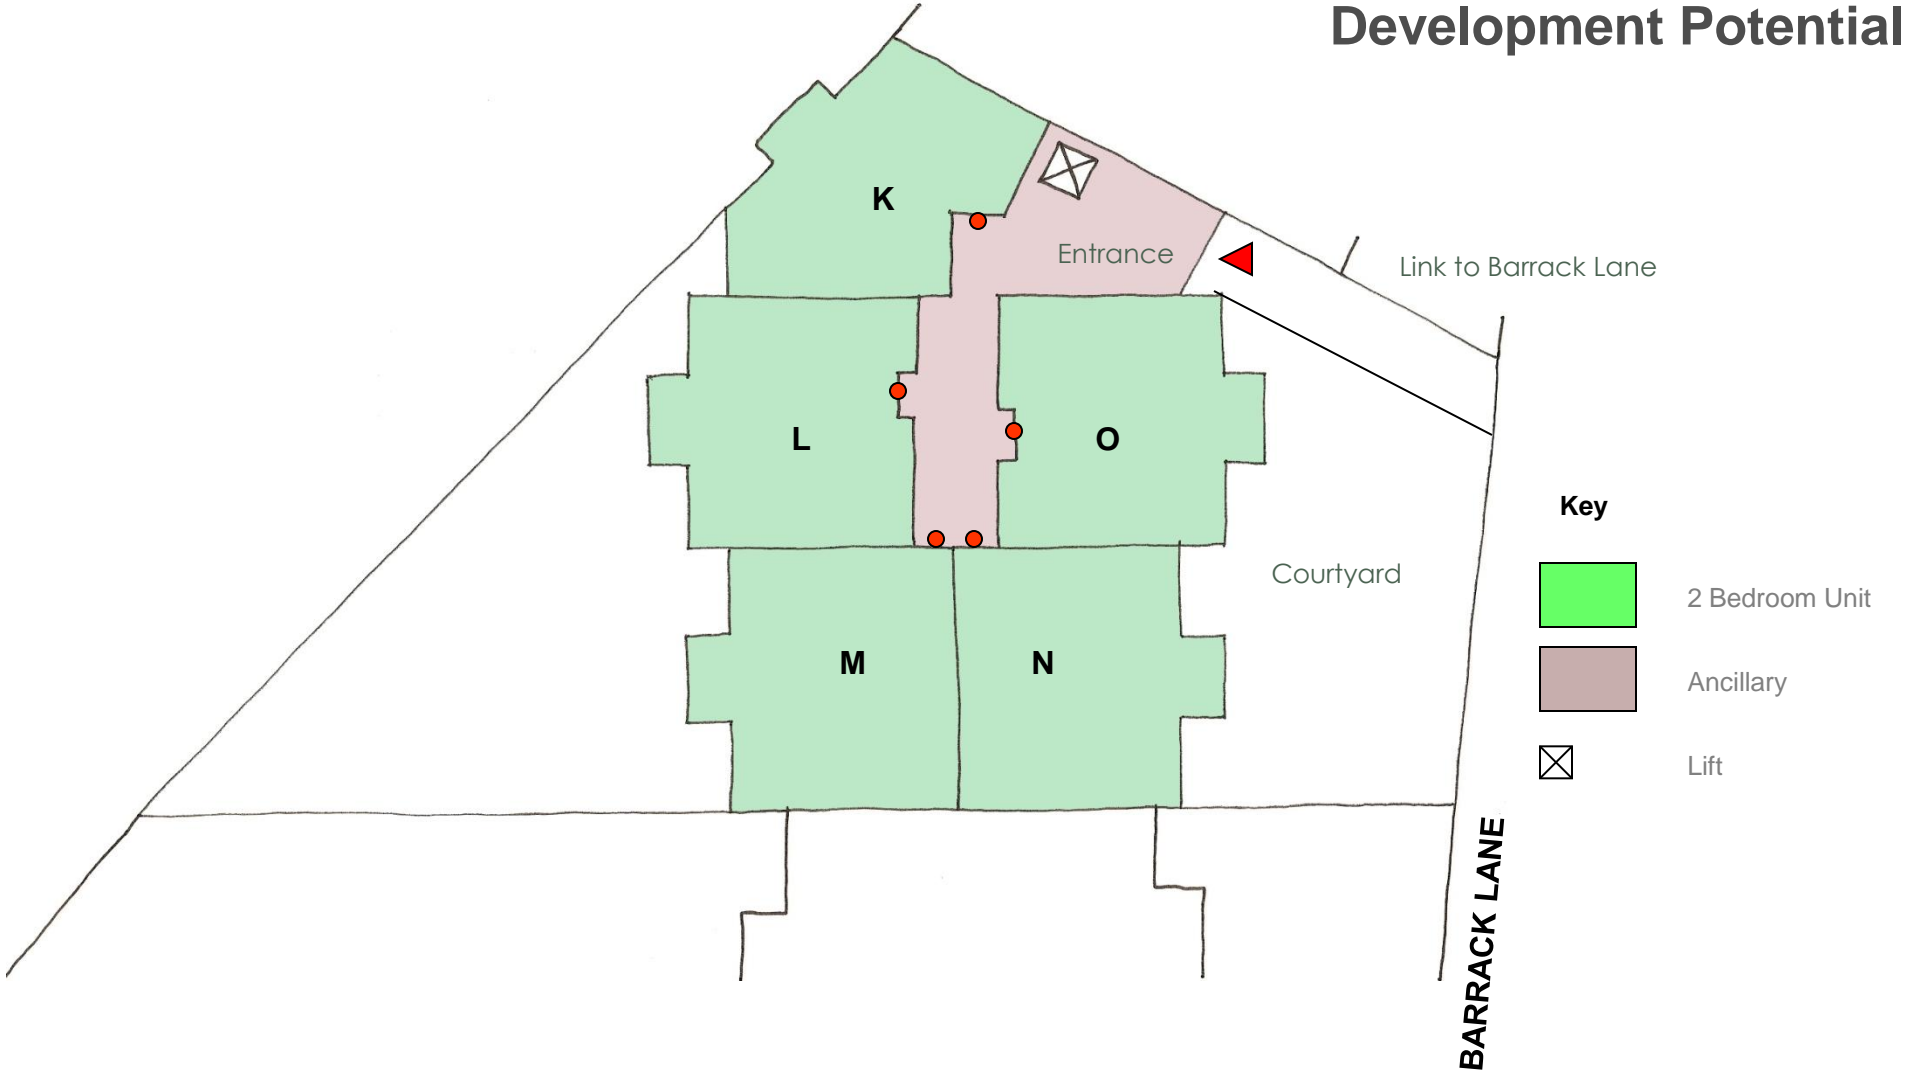 Development Potential
K
Entrance
Link to Barrack Lane
L
O
Key
Courtyard
2 Bedroom Unit
M
N
Ancillary
Lift
BARRACK LANE